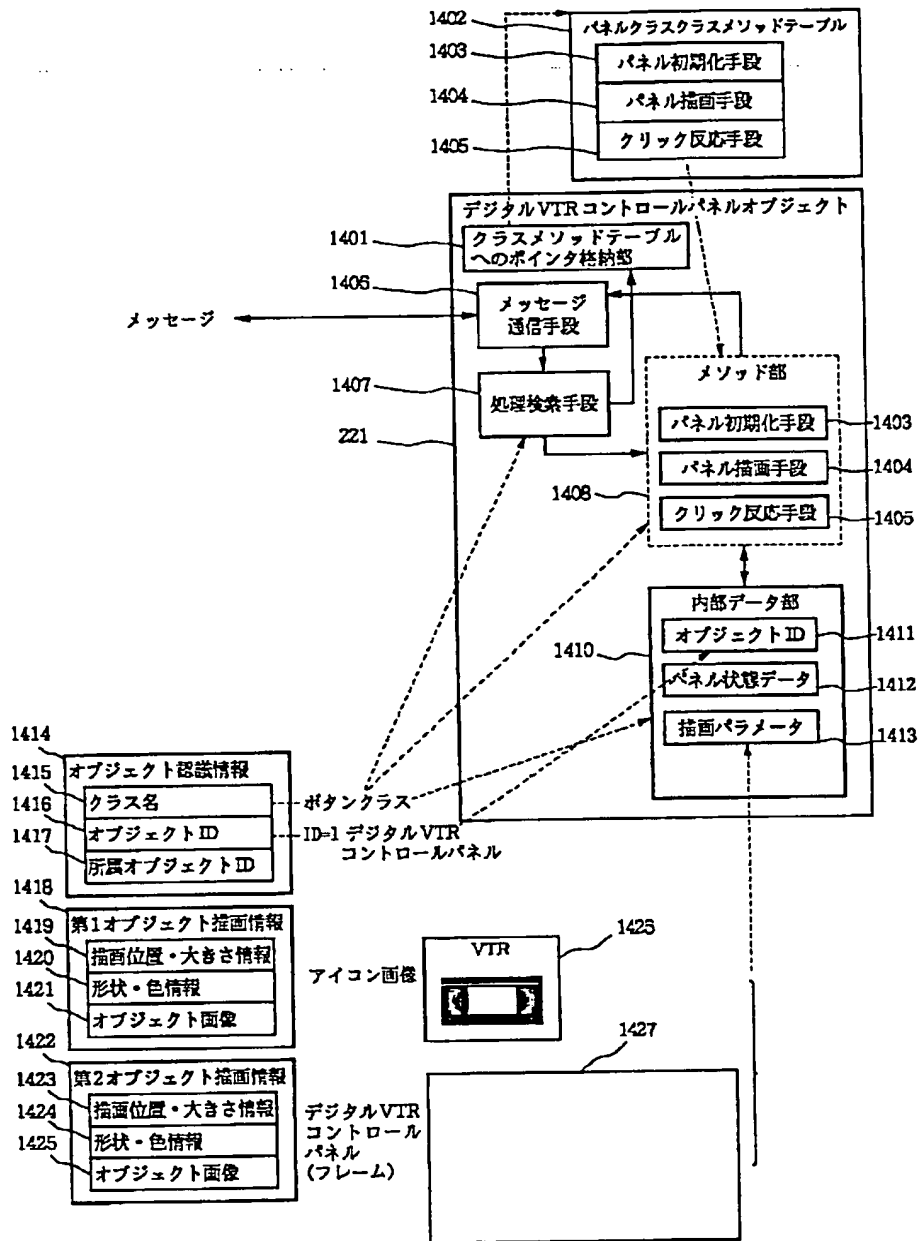 1402
パネルクラスクラスメソッドテーブル
1403
パネル初期化手段
1404
パネル描画手段
1405
クリック反応手段
デジタルVTRコントロールパネルオブジェクト
1401
クラスメソッドテーブル
へのポインタ格納部
1406
メッセージ
メッセージ
通信手段
1407
処理検索手段
221
メソッド部
パネル初期化手段
1403
パネル描画手段
1404
1408
クリック反応手段
1405
内部データ部
1410
オブジェクトID
1411
パネル状態データ
1412
描画パラメータ
1413
1414
オブジェクト認識情報
1415
クラス名
ボタンクラス
1416
オブジェクトID
ID=1 デジタルVTR
コントロールパネル
1417
所属オブジェクトID
1418
第1オブジェクト描画情報
1419
描画位置・大きさ情報
1420
形状・色情報
1421
オブジェクト画像
アイコン画像
VTR
1426
1422
第2オブジェクト描画情報
1423
描画位置・大きさ情報
1424
形状・色情報
1425
オブジェクト画像
デジタルVTR
コントロール
パネル
(フレーム)
1427